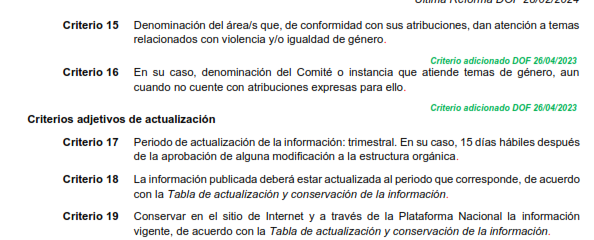 Última Reforma DOF 28/02/2024
Criterio 15 Denominación del área/s que, de conformidad con sus atribuciones, dan atención a temas
relacionados con violencia y/o igualdad de género.
Criterio adicionado DOF 26/04/2023
Criterio 16 En su caso, denominación del Comité o instancia que atiende temas de género, aun
cuando no cuente con atribuciones expresas para ello.
Criterio adicionado DOF 26/04/2023
Criterios adjetivos de actualización
Criterio 17 Periodo de actualización de la información: trimestral. En su caso, 15 días hábiles después
de la aprobación de alguna modificación a la estructura orgánica.
Criterio 18 La información publicada deberá estar actualizada al periodo que corresponde, de acuerdo
con la Tabla de actualización y conservación de la información.
Criterio 19 Conservar en el sitio de Internet y a través de la Plataforma Nacional la información
vigente, de acuerdo con la Tabla de actualización y conservación de la información.